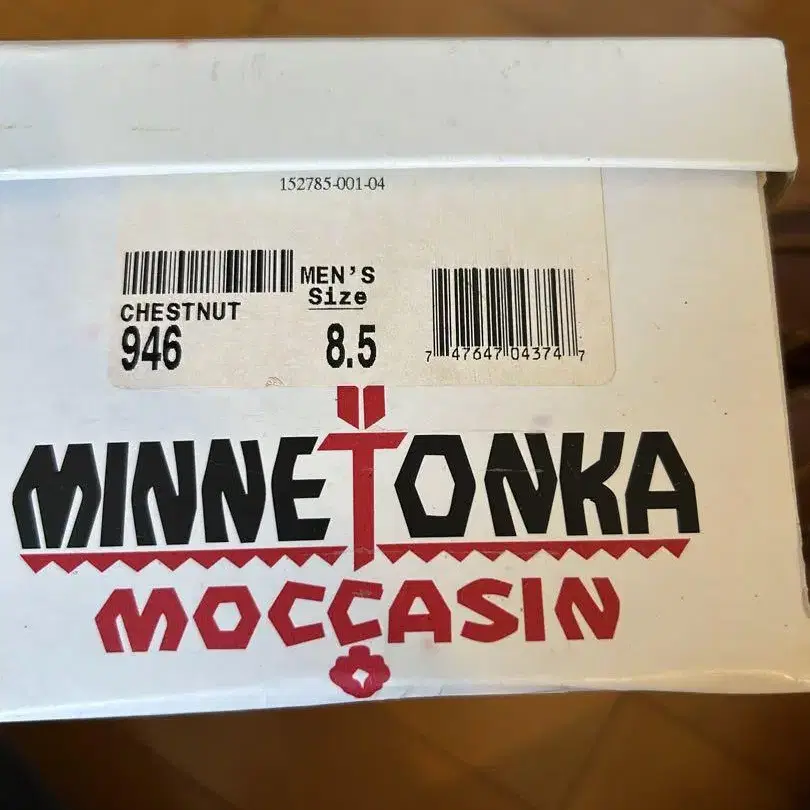 152785-001-04
MEN'S
Size
CHESTNUT
946 8.5
7 47647 04374 7
MINNETONKA
MOCCASIN